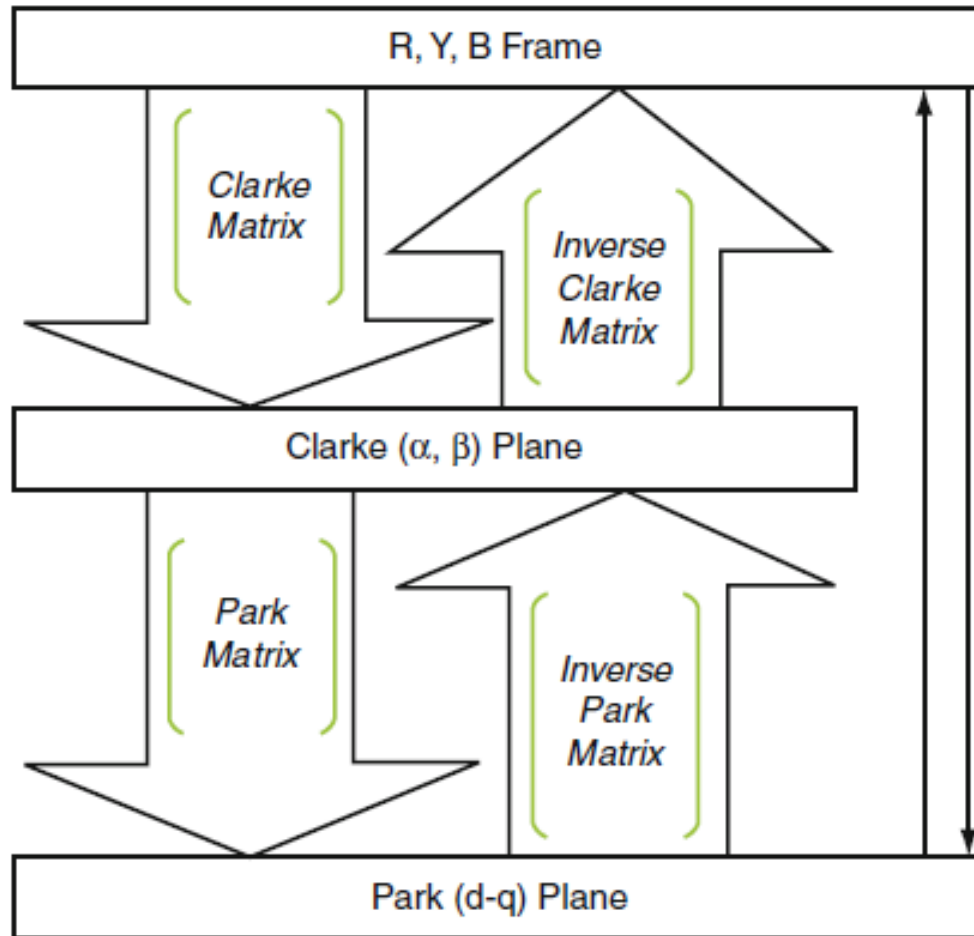 R, Y, B Frame
Clarke
Matrix
Inverse
Clarke
Matrix
Clarke (α, β) Plane
Park
Matrix
Inverse
Park
Matrix
Park (d-q) Plane